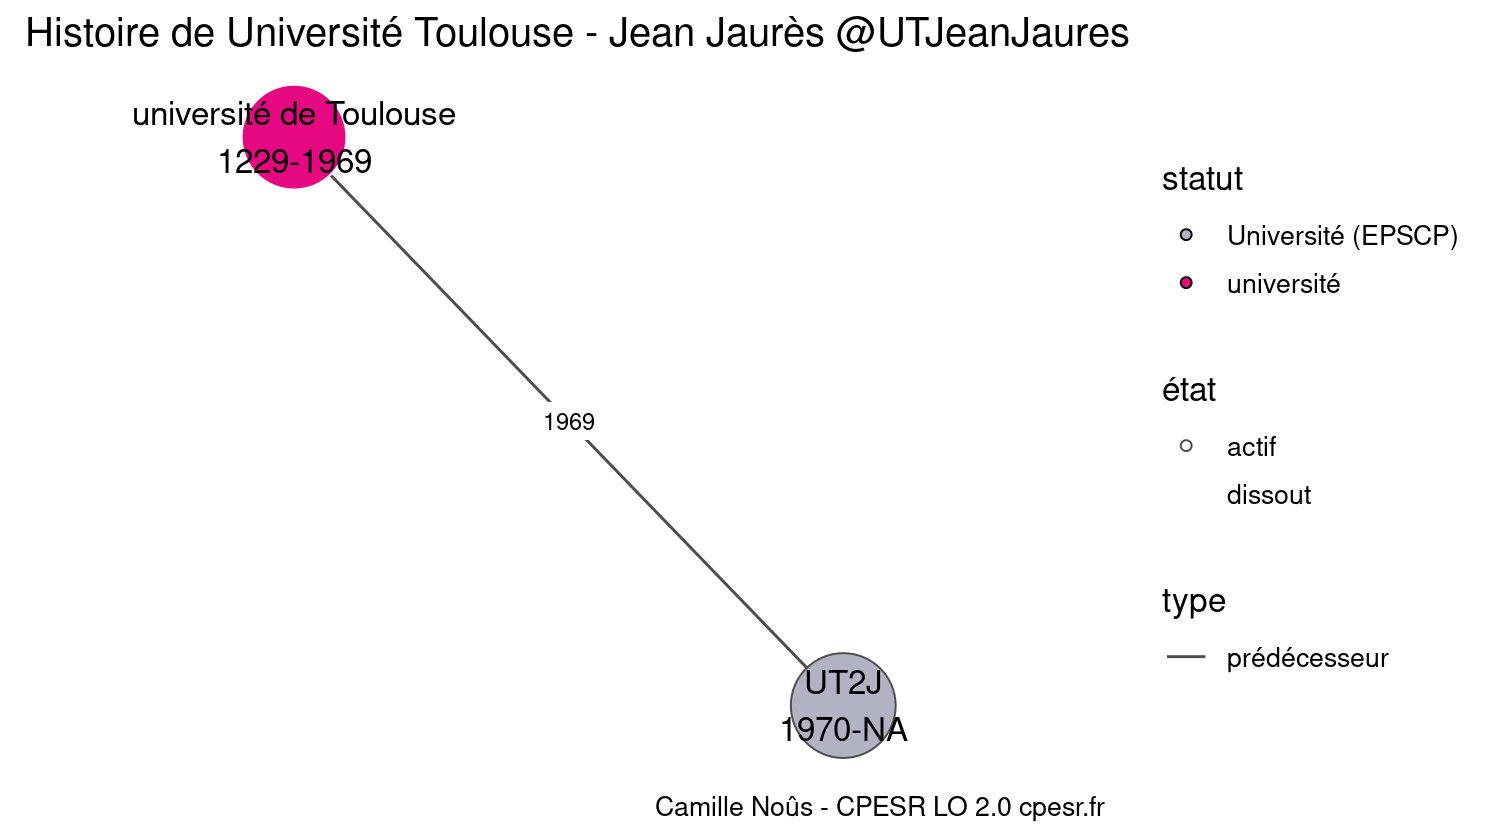 Histoire de Université Toulouse - Jean Jaurès @UTJeanJaures
université de Toulouse
1229-1969
1969
UT2J
1970-NA
statut
Université (EPSCP)
université
état
actif
dissout
type
prédécesseur
Camille Noûs - CPESR LO 2.0 cpesr.fr